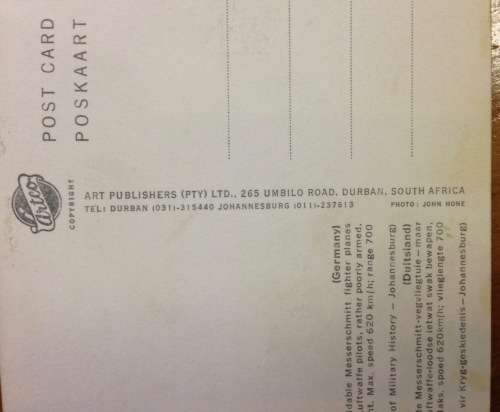 POST CARD
POSKAART
Artco
COPYRIGHT
ART PUBLISHERS (PTY) LTD., 265 UMBILO ROAD, DURBAN, SOUTH AFRICA
TEL: DURBAN (031)-315440 JOHANNESBURG (011)-237613
PHOTO: JOHN HONE
(Germany)
dable Messerschmitt fighter planes
uftwaffe pilots, rather poorly armed,
nt. Max. speed 620 km/h; range 700
of Military History – Johannesburg)
(Duitsland)
e Messerschmitt-vegvliegtuie – maar
rtwaffe-loodse ietwat swak bewapen,
aks. spoed 620km/h; vlieglengte 700
vir Kryg-geskiedenis – Johannesburg)